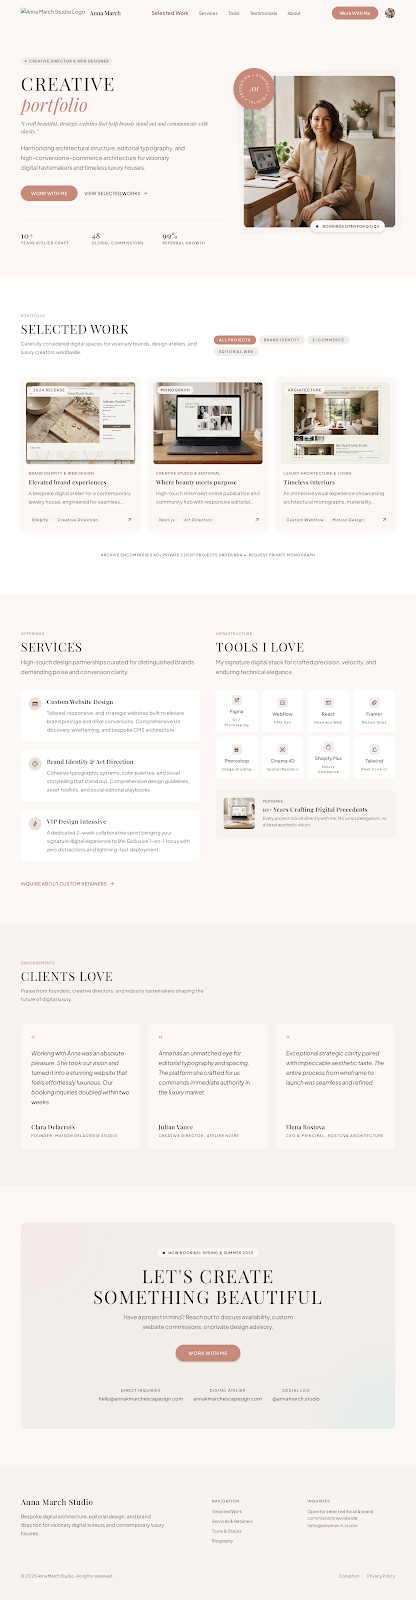 Anna March Studio Logo
Anna March
Selected Work
Services
Tools
Testimonials
About
Work With Me
CREATIVE DIRECTOR & WEB DESIGNER
CREATIVE
portfolio
"I craft beautiful, strategic websites that help brands stand out and communicate with
clarity."
Harmonizing architectural structure, editorial typography, and
high-conversion e-commerce architecture for visionary
digital tastemakers and timeless luxury houses.
WORK WITH ME
VIEW SELECTED WORKS →
10+
YEARS ATELIER CRAFT
48
GLOBAL COMMISSIONS
99%
REFERRAL GROWTH
AM
BOOKINGS OPEN FOR Q3/Q2
PORTFOLIO
SELECTED WORK
Carefully considered digital spaces for visionary brands, design ateliers, and
luxury creators worldwide.
ALL PROJECTS
BRAND IDENTITY
E-COMMERCE
EDITORIAL WEB
2024 RELEASE
BRAND IDENTITY & WEB DESIGN
Elevated brand experiences
A bespoke digital atelier for a contemporary
jewelry house, engineered for seamless...
Shopify
Creative Direction
MONOGRAPH
CREATIVE STUDIO & EDITORIAL
Where beauty meets purpose
High-touch minimalist online publication and
community hub with responsive editorial...
Next.js
Art Direction
ARCHITECTURE
LUXURY ARCHITECTURE & LIVING
Timeless interiors
An immersive visual experience showcasing
architectural monographs, materiality...
Custom Webflow
Motion Design
ARCHIVE ENCOMPASSES 40+ PRIVATE CLIENT PROJECTS UNDER NDA • REQUEST PRIVATE MONOGRAPH
OFFERINGS
SERVICES
High-touch design partnerships curated for distinguished brands
demanding poise and conversion clarity.
Custom Website Design
Tailored, responsive, and strategic websites built to elevate
brand prestige and drive conversions. Comprehensive UX
discovery, wireframing, and bespoke CMS architecture.
Brand Identity & Art Direction
Cohesive typographic systems, color palettes, and visual
storytelling that stand out. Comprehensive design guidelines,
asset toolkits, and social editorial playbooks.
VIP Design Intensive
A dedicated 2-week collaborative sprint bringing your
signature digital experience to life. Exclusive 1-on-1 focus with
zero distractions and lightning-fast deployment.
INQUIRE ABOUT CUSTOM RETAINERS →
INFRASTRUCTURE
TOOLS I LOVE
My signature digital stack for crafted precision, velocity, and
enduring technical elegance.
Figma
UI / Prototyping
Webflow
CMS Dev
React
Headless Web
Framer
Motion Sites
Photoshop
Image Grading
Cinema 4D
Spatial Renders
Shopify Plus
Luxury Commerce
Tailwind
Pixel Control
PEDIGREE
10+ Years Crafting Digital Precedents
Every project is built directly with me. No junior delegations, no
diluted aesthetic vision.
ENDORSEMENTS
CLIENTS LOVE
Praise from founders, creative directors, and industry tastemakers shaping the
future of digital luxury.
Working with Anna was an absolute
pleasure. She took our vision and
turned it into a stunning website that
feels effortlessly luxurious. Our
booking inquiries doubled within two
weeks.
Clara Delacroix
FOUNDER, MAISON DELACROIX STUDIO
Anna has an unmatched eye for
editorial typography and spacing.
The platform she crafted for us
commands immediate authority in
the luxury market.
Julian Vance
CREATIVE DIRECTOR, ATELIER NOIRE
Exceptional strategic clarity paired
with impeccable aesthetic taste. The
entire process from wireframe to
launch was seamless and refined.
Elena Rostova
CEO & PRINCIPAL, ROSTOVA ARCHITECTURE
NOW BOOKING: SPRING & SUMMER 2025
LET'S CREATE
SOMETHING BEAUTIFUL
Have a project in mind? Reach out to discuss availability, custom
website commissions, or private design advisory.
WORK WITH ME
DIRECT INQUIRIES
hello@annakmarchescapesign.com
DIGITAL ATELIER
annakmarchescapesign.com
SOCIAL LOG
@annamarch.studio
Anna March Studio
Bespoke digital architecture, editorial design, and brand
direction for visionary digital auteurs and contemporary luxury
houses.
NAVIGATION
Selected Work
Services & Retainers
Tools & Stacks
Biography
INQUIRIES
Open for select editorial & brand
commissions worldwide.
hello@annamarch.studio
© 2025 Anna March Studio. All rights reserved.
Colophon
Privacy Policy